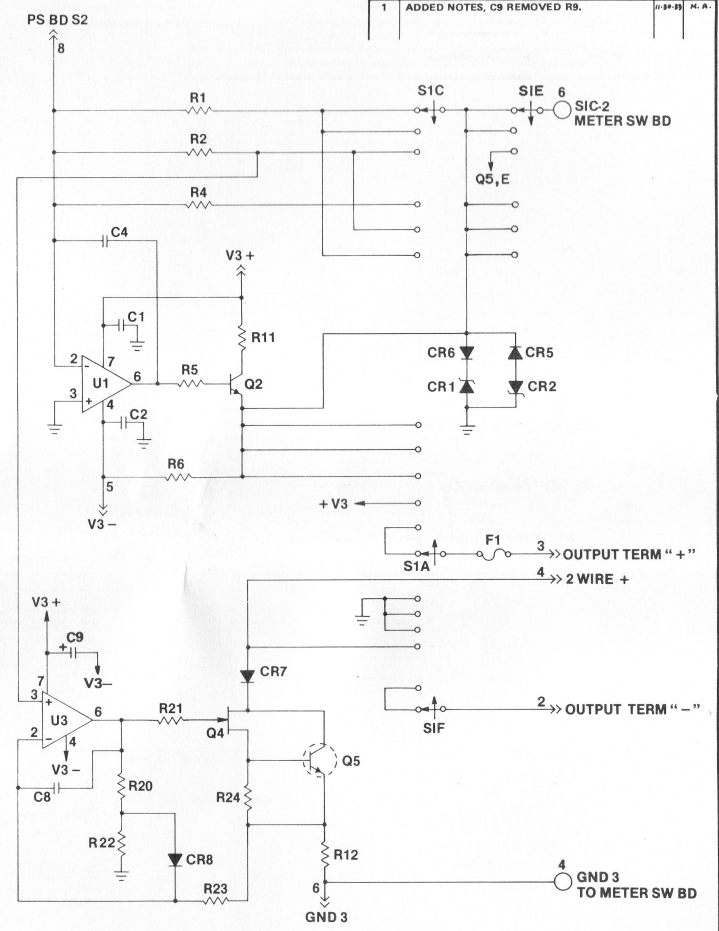 1 ADDED NOTES, C9 REMOVED R9. 11-30-83 M.A.
PS BD S2
8
S1C
SIE
6
SIC-2
METER SW BD
R1
R2
Q5,E
R4
C4
V3+
C1
R11
2
-
7
U1
6
R5
Q2
CR6
CR5
CR1
CR2
3
+
4
C2
R6
5
V3-
+V3
F1
3
OUTPUT TERM "+"
S1A
4
2 WIRE +
V3+
+
C9
V3-
7
CR7
3
+
U3
6
R21
Q4
SIF
2
OUTPUT TERM "-"
2
-
4
V3-
Q5
C8
R20
R24
R22
CR8
R12
R23
6
GND 3
4
GND 3
TO METER SW BD